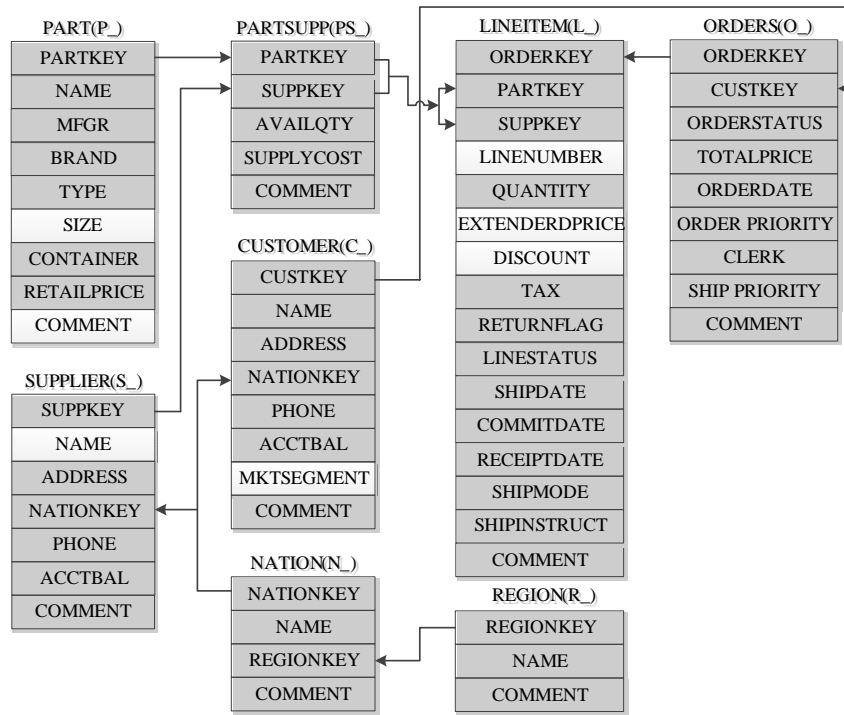 PART(P_)
PARTKEY
NAME
MFGR
BRAND
TYPE
SIZE
CONTAINER
RETAILPRICE
COMMENT
SUPPLIER(S_)
SUPPKEY
NAME
ADDRESS
NATIONKEY
PHONE
ACCTBAL
COMMENT
PARTSUPP(PS_)
PARTKEY
SUPPKEY
AVAILQTY
SUPPLYCOST
COMMENT
CUSTOMER(C_)
CUSTKEY
NAME
ADDRESS
NATIONKEY
PHONE
ACCTBAL
MKTSEGMENT
COMMENT
NATION(N_)
NATIONKEY
NAME
REGIONKEY
COMMENT
LINEITEM(L_)
ORDERKEY
PARTKEY
SUPPKEY
LINENUMBER
QUANTITY
EXTENDERDPRICE
DISCOUNT
TAX
RETURNFLAG
LINESTATUS
SHIPDATE
COMMITDATE
RECEIPTDATE
SHIPMODE
SHIPINSTRUCT
COMMENT
REGION(R_)
REGIONKEY
NAME
COMMENT
ORDERS(O_)
ORDERKEY
CUSTKEY
ORDERSTATUS
TOTALPRICE
ORDERDATE
ORDER PRIORITY
CLERK
SHIP PRIORITY
COMMENT